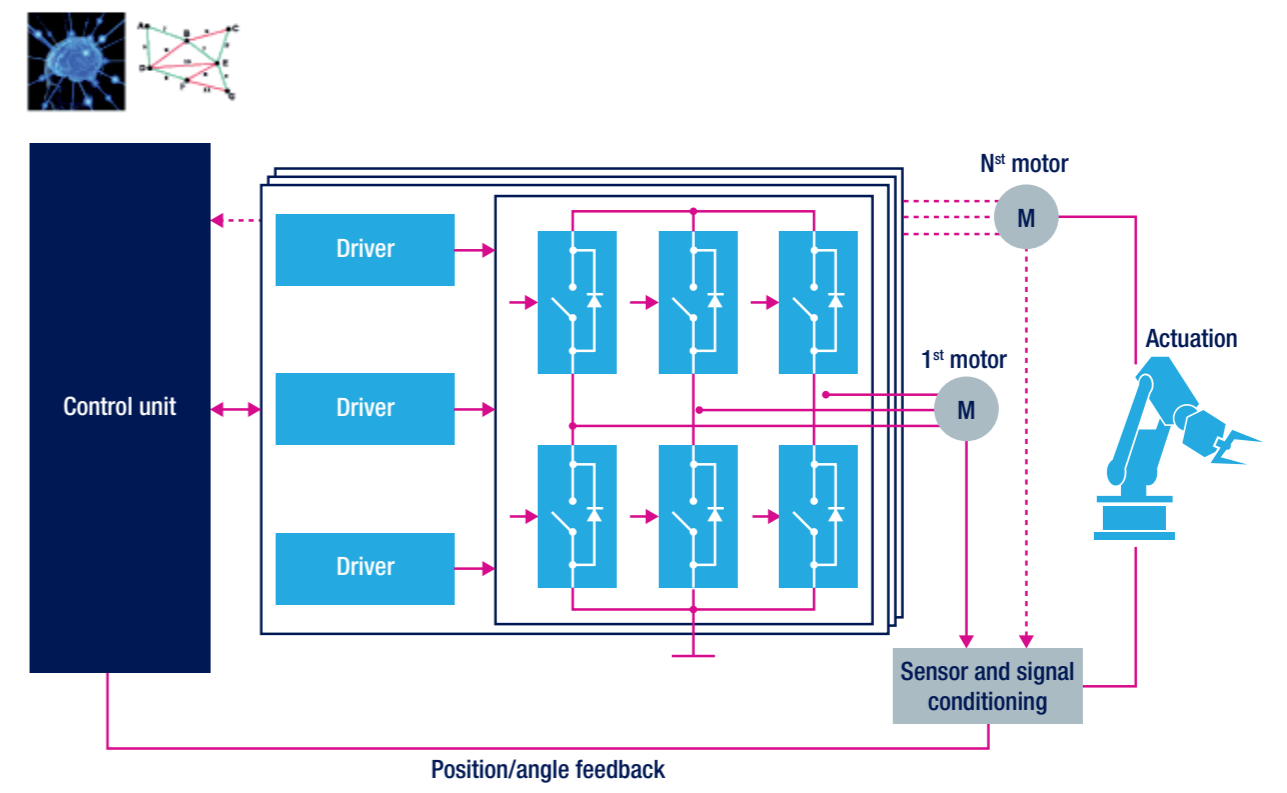 A
B
C
D
E
F
G
Nst motor
M
Driver
Actuation
1st motor
Control unit
Driver
M
Driver
Sensor and signal
conditioning
Position/angle feedback